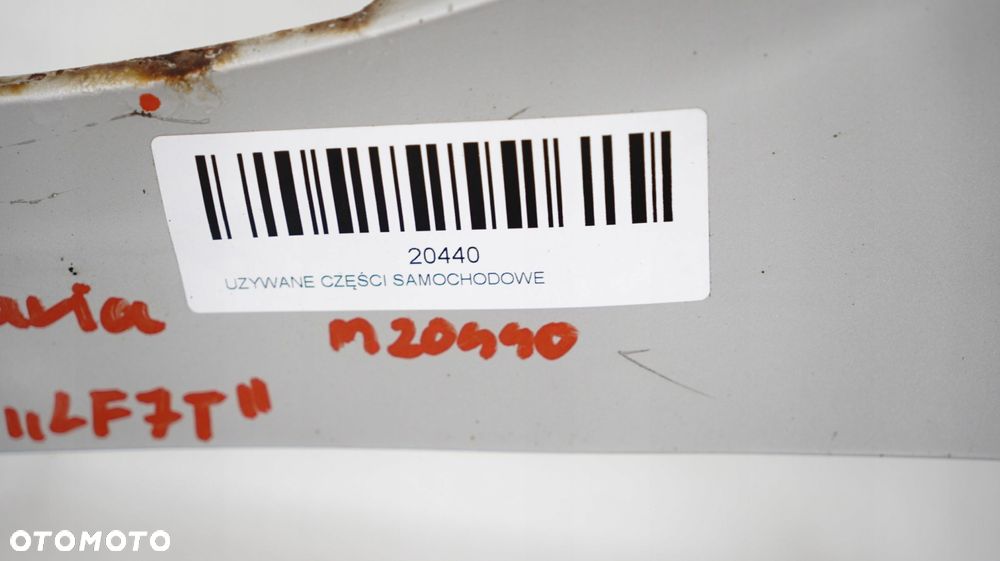 20440
UZYWANE CZĘŚCI SAMOCHODOWE
M20440
"LF7T"
OTOMOTO